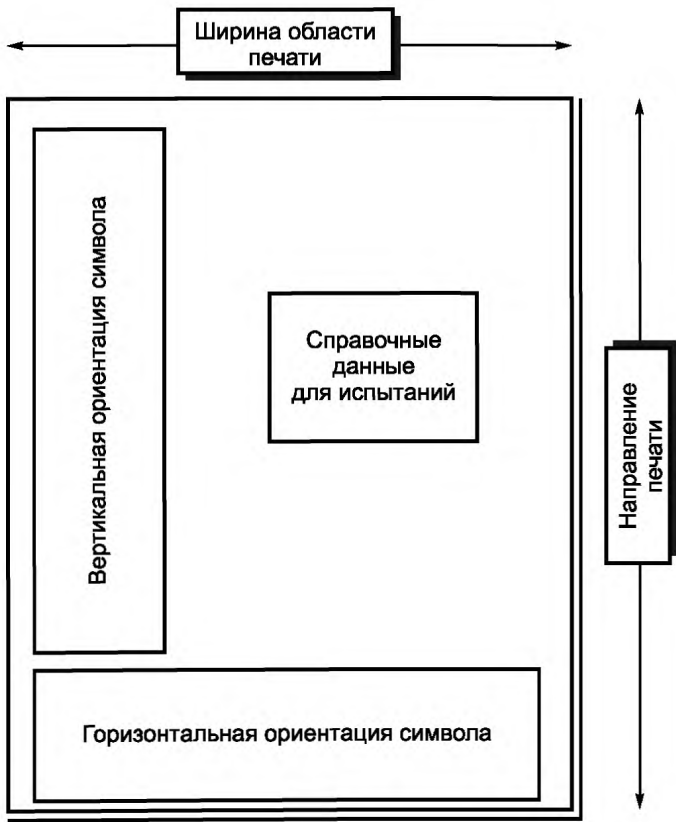 Ширина области
печати
Вертикальная ориентация символа
Справочные
данные
для испытаний
Направление
печати
Горизонтальная ориентация символа